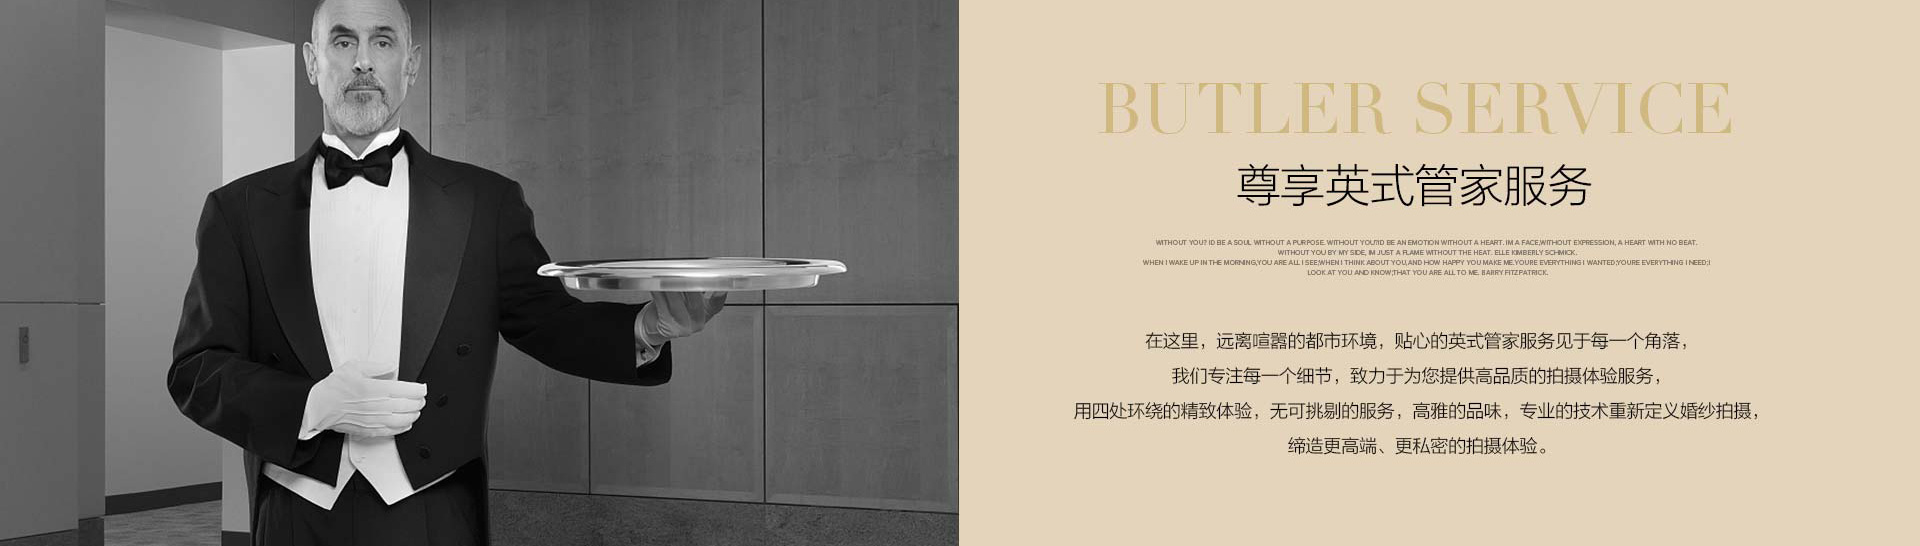 BUTLER SERVICE
尊享英式管家服务
WITHOUT YOU? ID BE A SOUL WITHOUT A PURPOSE. WITHOUT YOU?ID BE AN EMOTION WITHOUT A HEART. IM A FACE,WITHOUT EXPRESSION, A HEART WITH NO BEAT.
WITHOUT YOU BY MY SIDE, IM JUST A FLAME WITHOUT THE HEAT. ELLE KIMBERLY SCHMICK.
WHEN I WAKE UP IN THE MORNING,YOU ARE ALL I SEE;WHEN I THINK ABOUT YOU,AND HOW HAPPY YOU MAKE ME.YOURE EVERYTHING I WANTED;YOURE EVERYTHING I NEED;I
LOOK AT YOU AND KNOW;THAT YOU ARE ALL TO ME. BARRY FITZPATRICK.
在这里，远离喧嚣的都市环境，贴心的英式管家服务见于每一个角落，
我们专注每一个细节，致力于为您提供高品质的拍摄体验服务，
用四处环绕的精致体验，无可挑剔的服务，高雅的品味，专业的技术重新定义婚纱拍摄，
缔造更高端、更私密的拍摄体验。